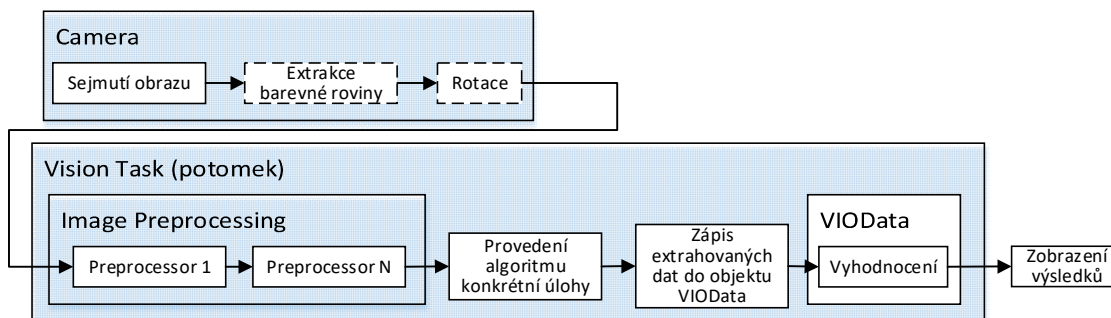 Camera
Sejmutí obrazu
Extrakce
barevné roviny
Rotace
Vision Task (potomek)
Image Preprocessing
Preprocessor 1
Preprocessor N
Provedení
algoritmu
konkrétní úlohy
Zápis
extrahovaných
dat do objektu
VIOData
VIOData
Vyhodnocení
Zobrazení
výsledků